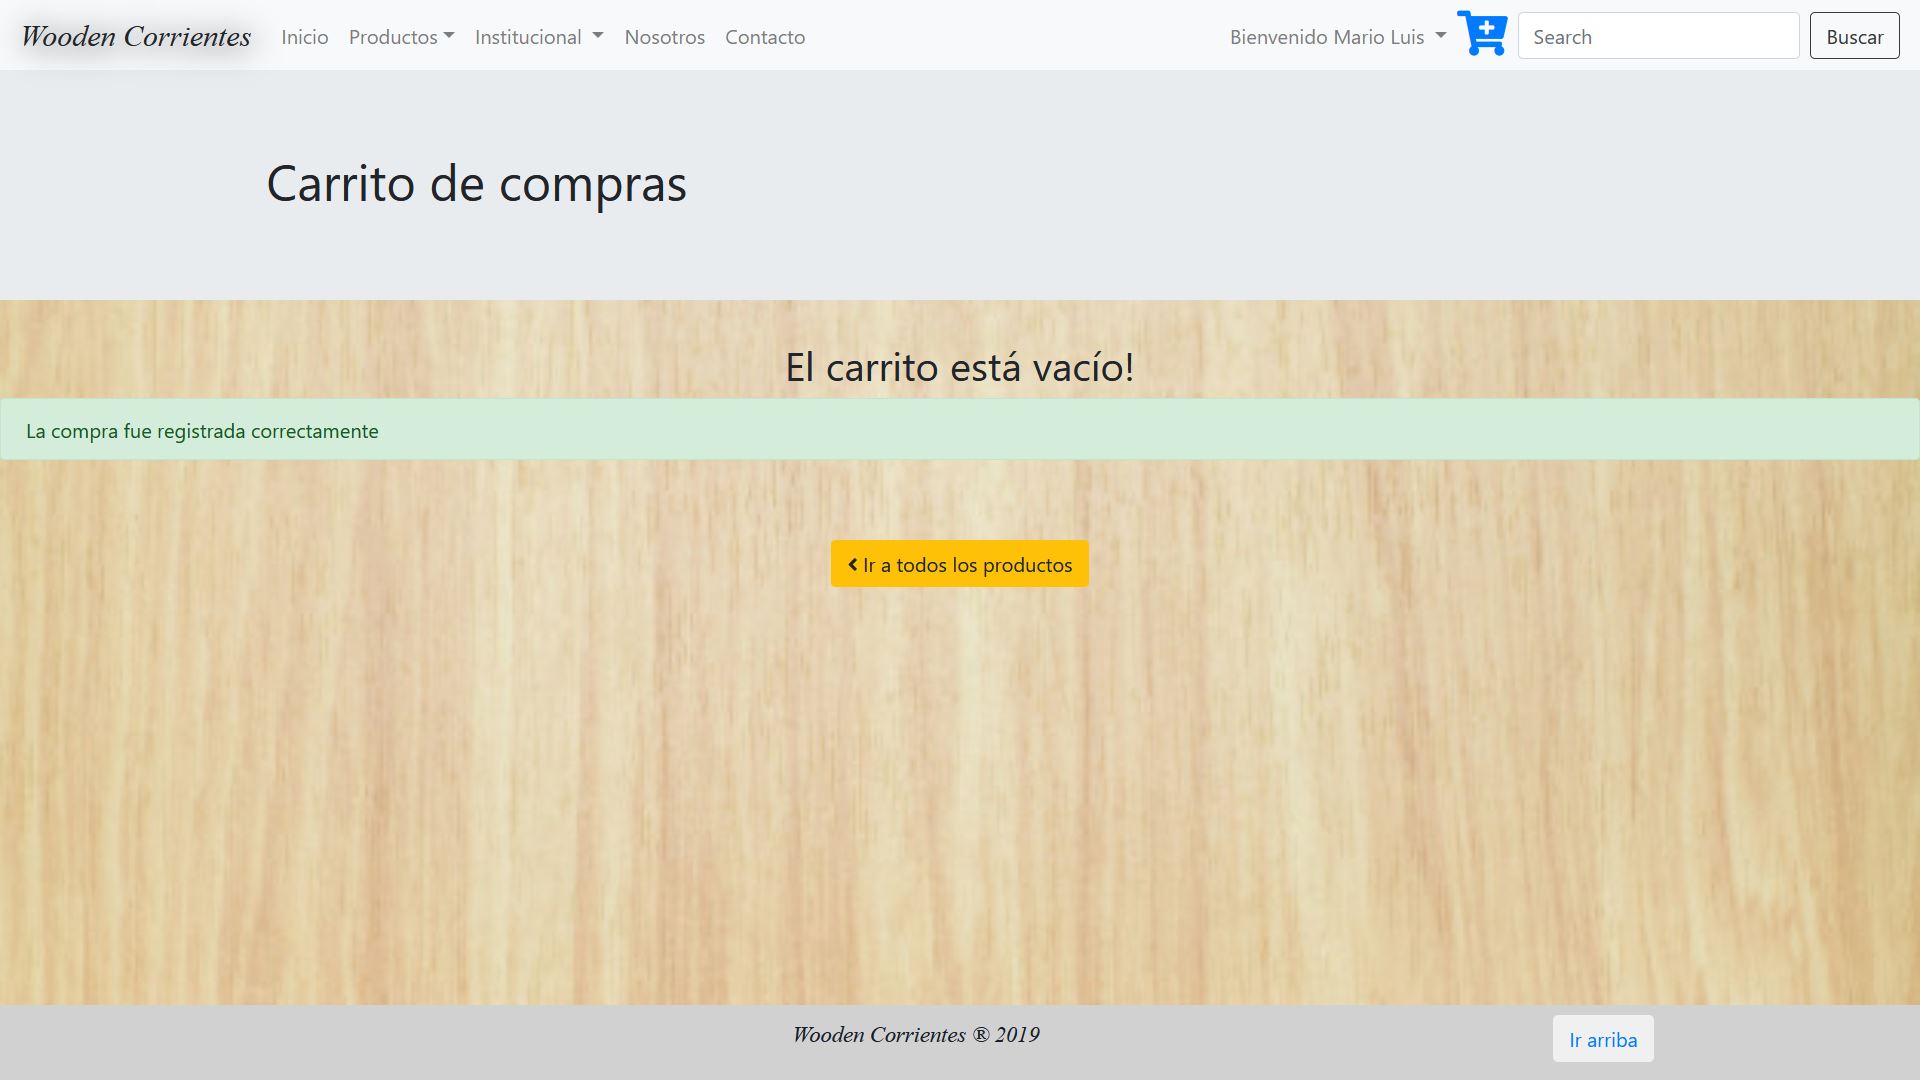 Wooden Corrientes Inicio Productos Institucional Nosotros Contacto Bienvenido Mario Luis Search Buscar
Carrito de compras
El carrito está vacío!
La compra fue registrada correctamente
Ir a todos los productos
Wooden Corrientes ® 2019 Ir arriba